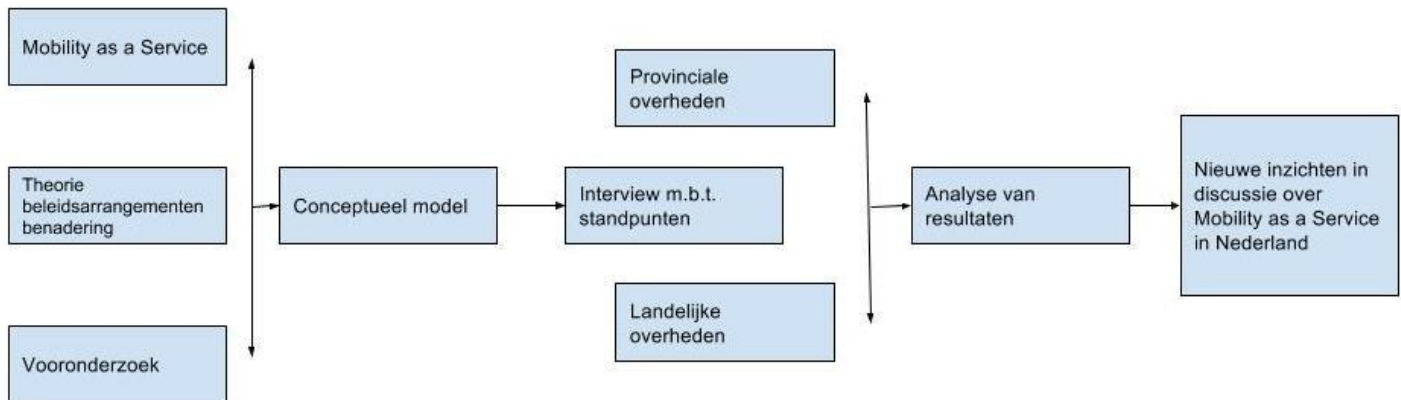 Mobility as a Service
Theorie
beleidsarrangementen
benadering
Vooronderzoek
Conceptueel model
Provinciale
overheden
Interview m.b.t.
standpunten
Landelijke
overheden
Analyse van
resultaten
Nieuwe inzichten in
discussie over
Mobility as a Service
in Nederland